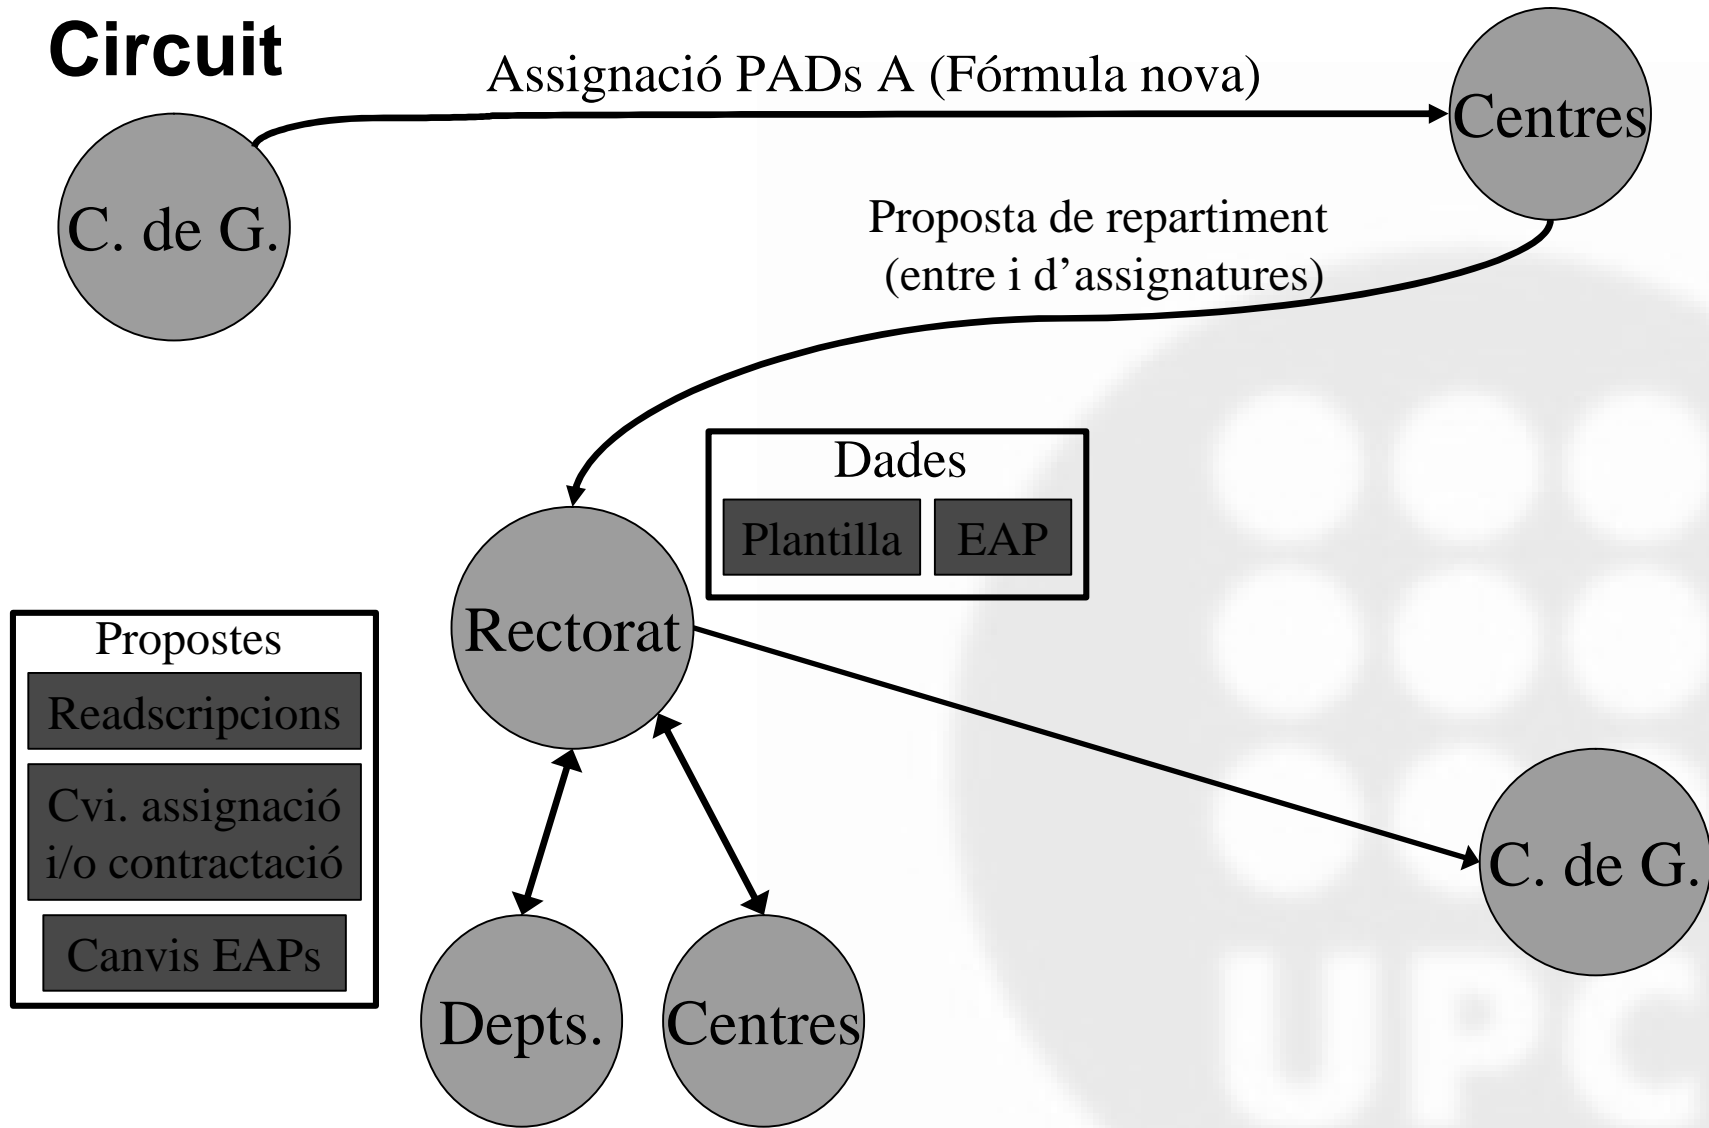 Circuit
Assignació PADs A (Fórmula nova)
Centres
C. de G.
Proposta de repartiment
(entre i d’assignatures)
Dades
Plantilla
EAP
Rectorat
Propostes
Readscripcions
Cvi. assignació
i/o contractació
Canvis EAPs
C. de G.
Depts.
Centres
UPC